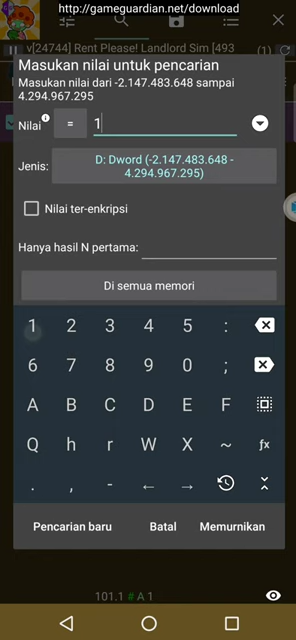 http://gameguardian.net/download
v[24744] Rent Please! Landlord Sim [493
(1)
Masukan nilai untuk pencarian
Masukan nilai dari -2.147.483.648 sampai
4.294.967.295
Nilai
=
1
Jenis:
D: Dword (-2.147.483.648 -
4.294.967.295)
Nilai ter-enkripsi
Hanya hasil N pertama:
Di semua memori
1 2 3 4 5 :
6 7 8 9 0 ;
A B C D E F
Q h r W X ~ ƒx
. , - ← →
Pencarian baru
Batal
Memurnikan
101.1 # A 1